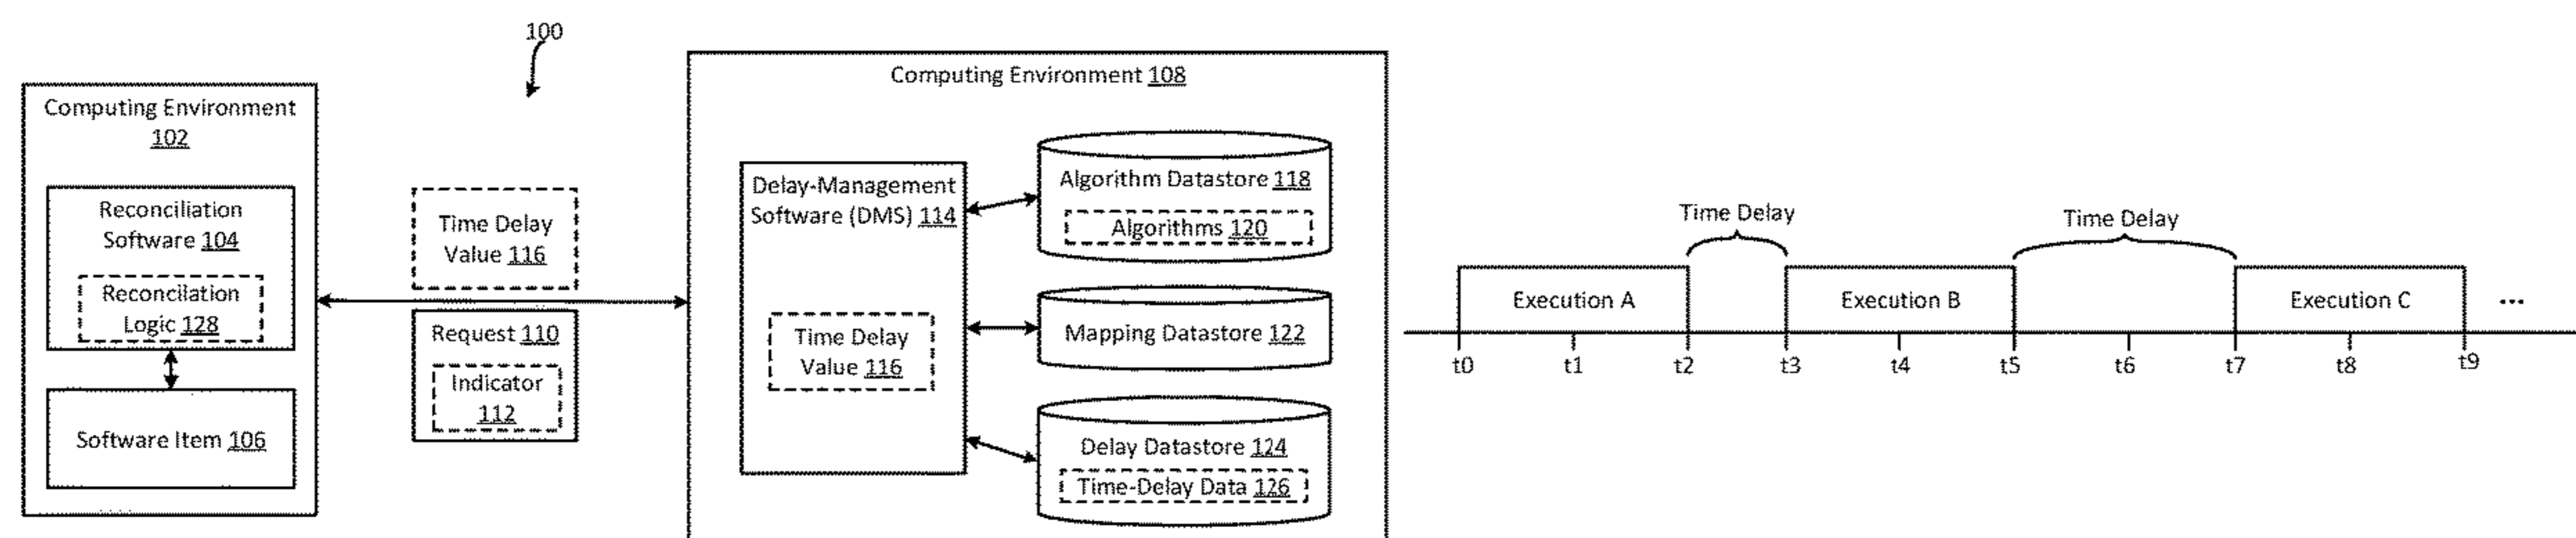 100
Computing Environment
102
Reconciliation
Software 104
Reconcilation
Logic 128
Software Item 106
Time Delay
Value 116
Request 110
Indicator
112
Computing Environment 108
Delay-Management
Software (DMS) 114
Time Delay
Value 116
Algorithm Datastore 118
Algorithms 120
Mapping Datastore 122
Delay Datastore 124
Time-Delay Data 126
Time Delay
Time Delay
Execution A
Execution B
Execution C
...
t0
t1
t2
t3
t4
t5
t6
t7
t8
t9